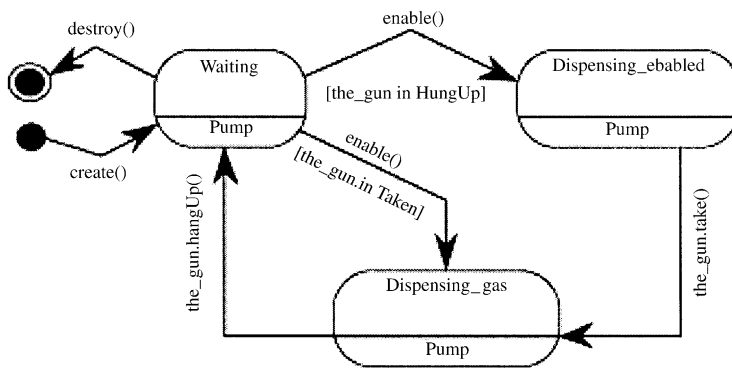 destroy()
enable()
Waiting
Dispensing_ebabled
[the_gun in HungUp]
Pump
Pump
enable()
[the_gun.in Taken]
create()
the_gun.hangUp()
the_gun.take()
Dispensing_gas
Pump